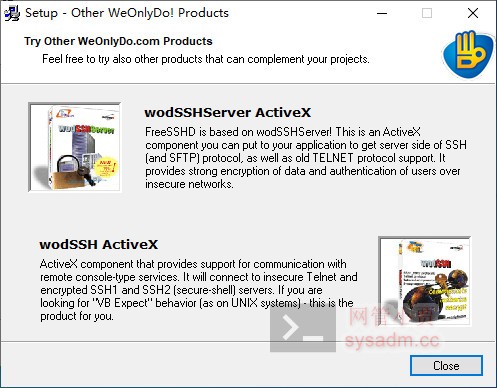 Setup - Other WeOnlyDo! Products
Try Other WeOnlyDo.com Products
Feel free to try also other products that can complement your projects.
wodSSHServer
wodSSHServer ActiveX
FreeSSHD is based on wodSSHServer! This is an ActiveX
component you can put to your application to get server side of SSH
(and SFTP) protocol, as well as old TELNET protocol support. It
provides strong encryption of data and authentication of users over
insecure networks.
wodSSH ActiveX
ActiveX component that provides support for communication with
remote console-type services. It will connect to insecure Telnet and
encrypted SSH1 and SSH2 (secure-shell) servers. If you are
looking for "VB Expect" behavior (as on UNIX systems) - this is the
product for you.
wodSSH
网管小贾
sysadm.cc
Close